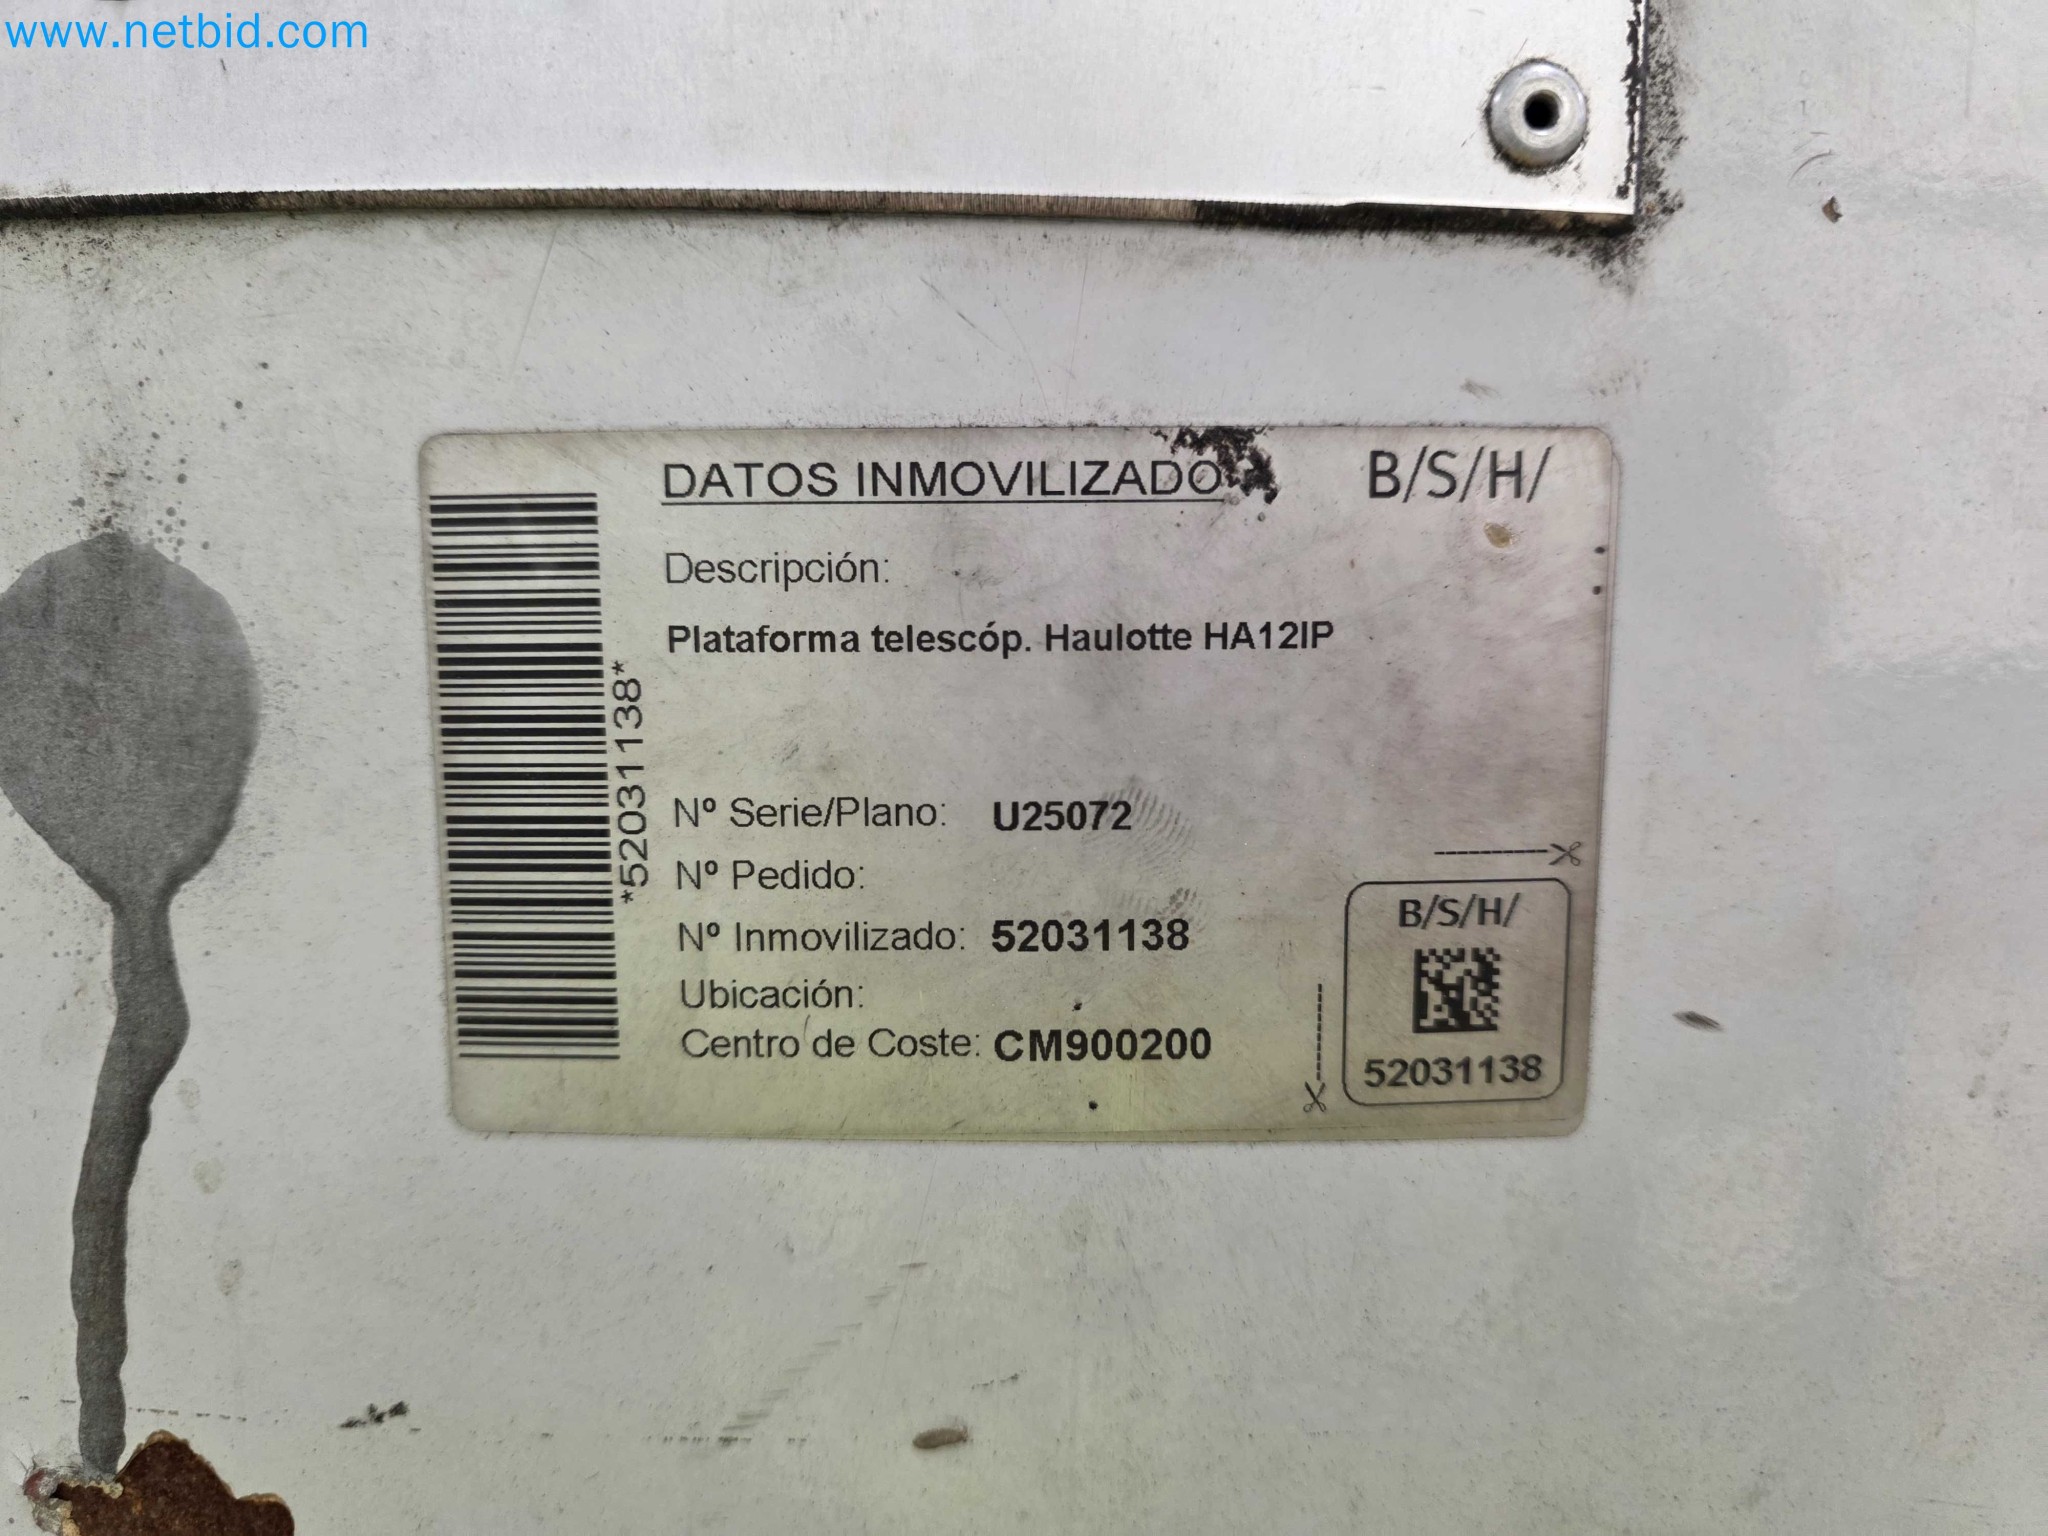 www.netbid.com
DATOS INMOVILIZADO
B/S/H/
Descripción:
Plataforma telescóp. Haulotte HA12IP
*52031138*
Nº Serie/Plano: U25072
Nº Pedido:
Nº Inmovilizado: 52031138
Ubicación:
Centro de Coste: CM900200
B/S/H/
52031138